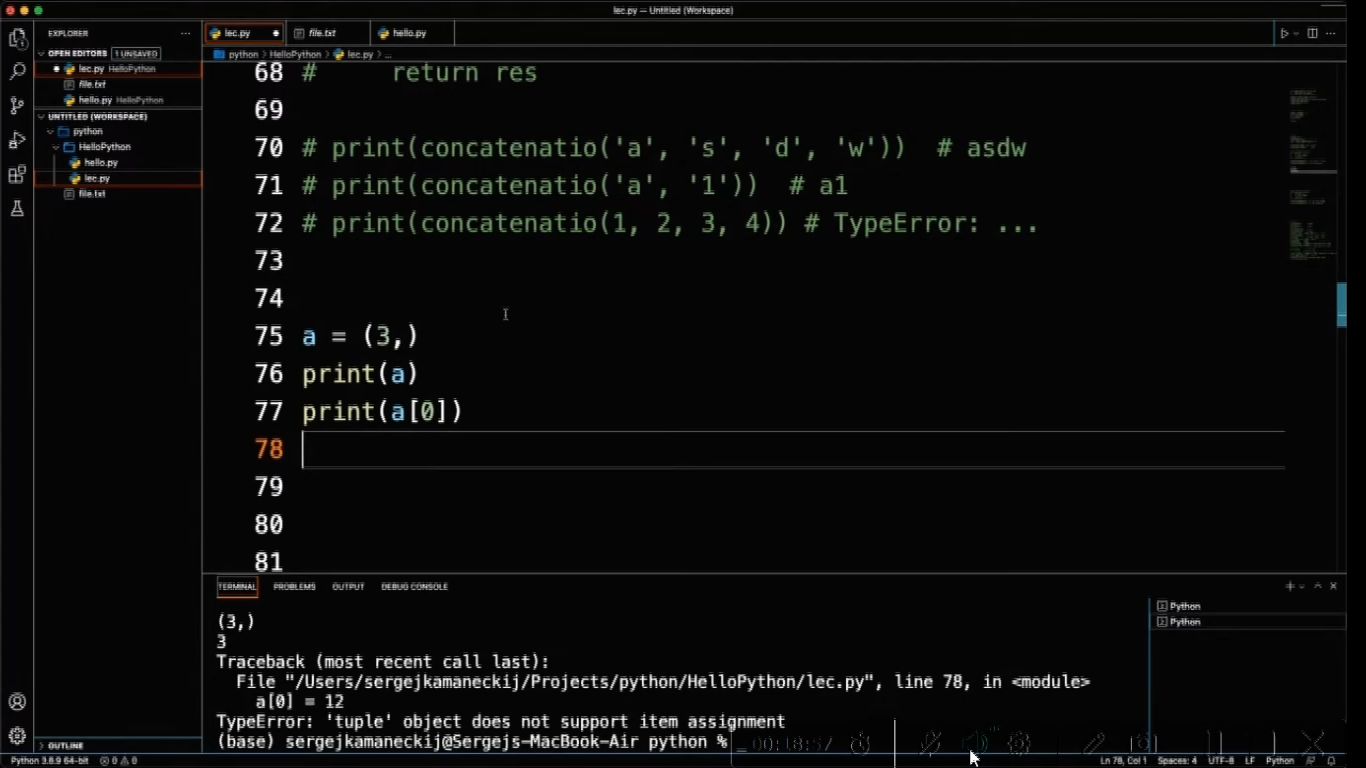 lec.py — Untitled (Workspace)
EXPLORER
lec.py
file.txt
hello.py
OPEN EDITORS 1 UNSAVED
python > HelloPython > lec.py > ...
lec.py HelloPython
file.txt
hello.py HelloPython
UNTITLED (WORKSPACE)
python
HelloPython
hello.py
lec.py
file.txt
68 # return res
69
70 # print(concatenatio('a', 's', 'd', 'w')) # asdw
71 # print(concatenatio('a', '1')) # a1
72 # print(concatenatio(1, 2, 3, 4)) # TypeError: ...
73
74
75 a = (3,)
76 print(a)
77 print(a[0])
78
79
80
81
TERMINAL PROBLEMS OUTPUT DEBUG CONSOLE
(3,)
3
Traceback (most recent call last):
File "/Users/sergejkamaneckij/Projects/python/HelloPython/lec.py", line 78, in <module>
a[0] = 12
TypeError: 'tuple' object does not support item assignment
(base) sergejkamaneckij@Sergejs-MacBook-Air python %
Python
Python
00:18:57
OUTLINE
Python 3.8.9 64-bit 0 0
Ln 78, Col 1 Spaces: 4 UTF-8 LF Python